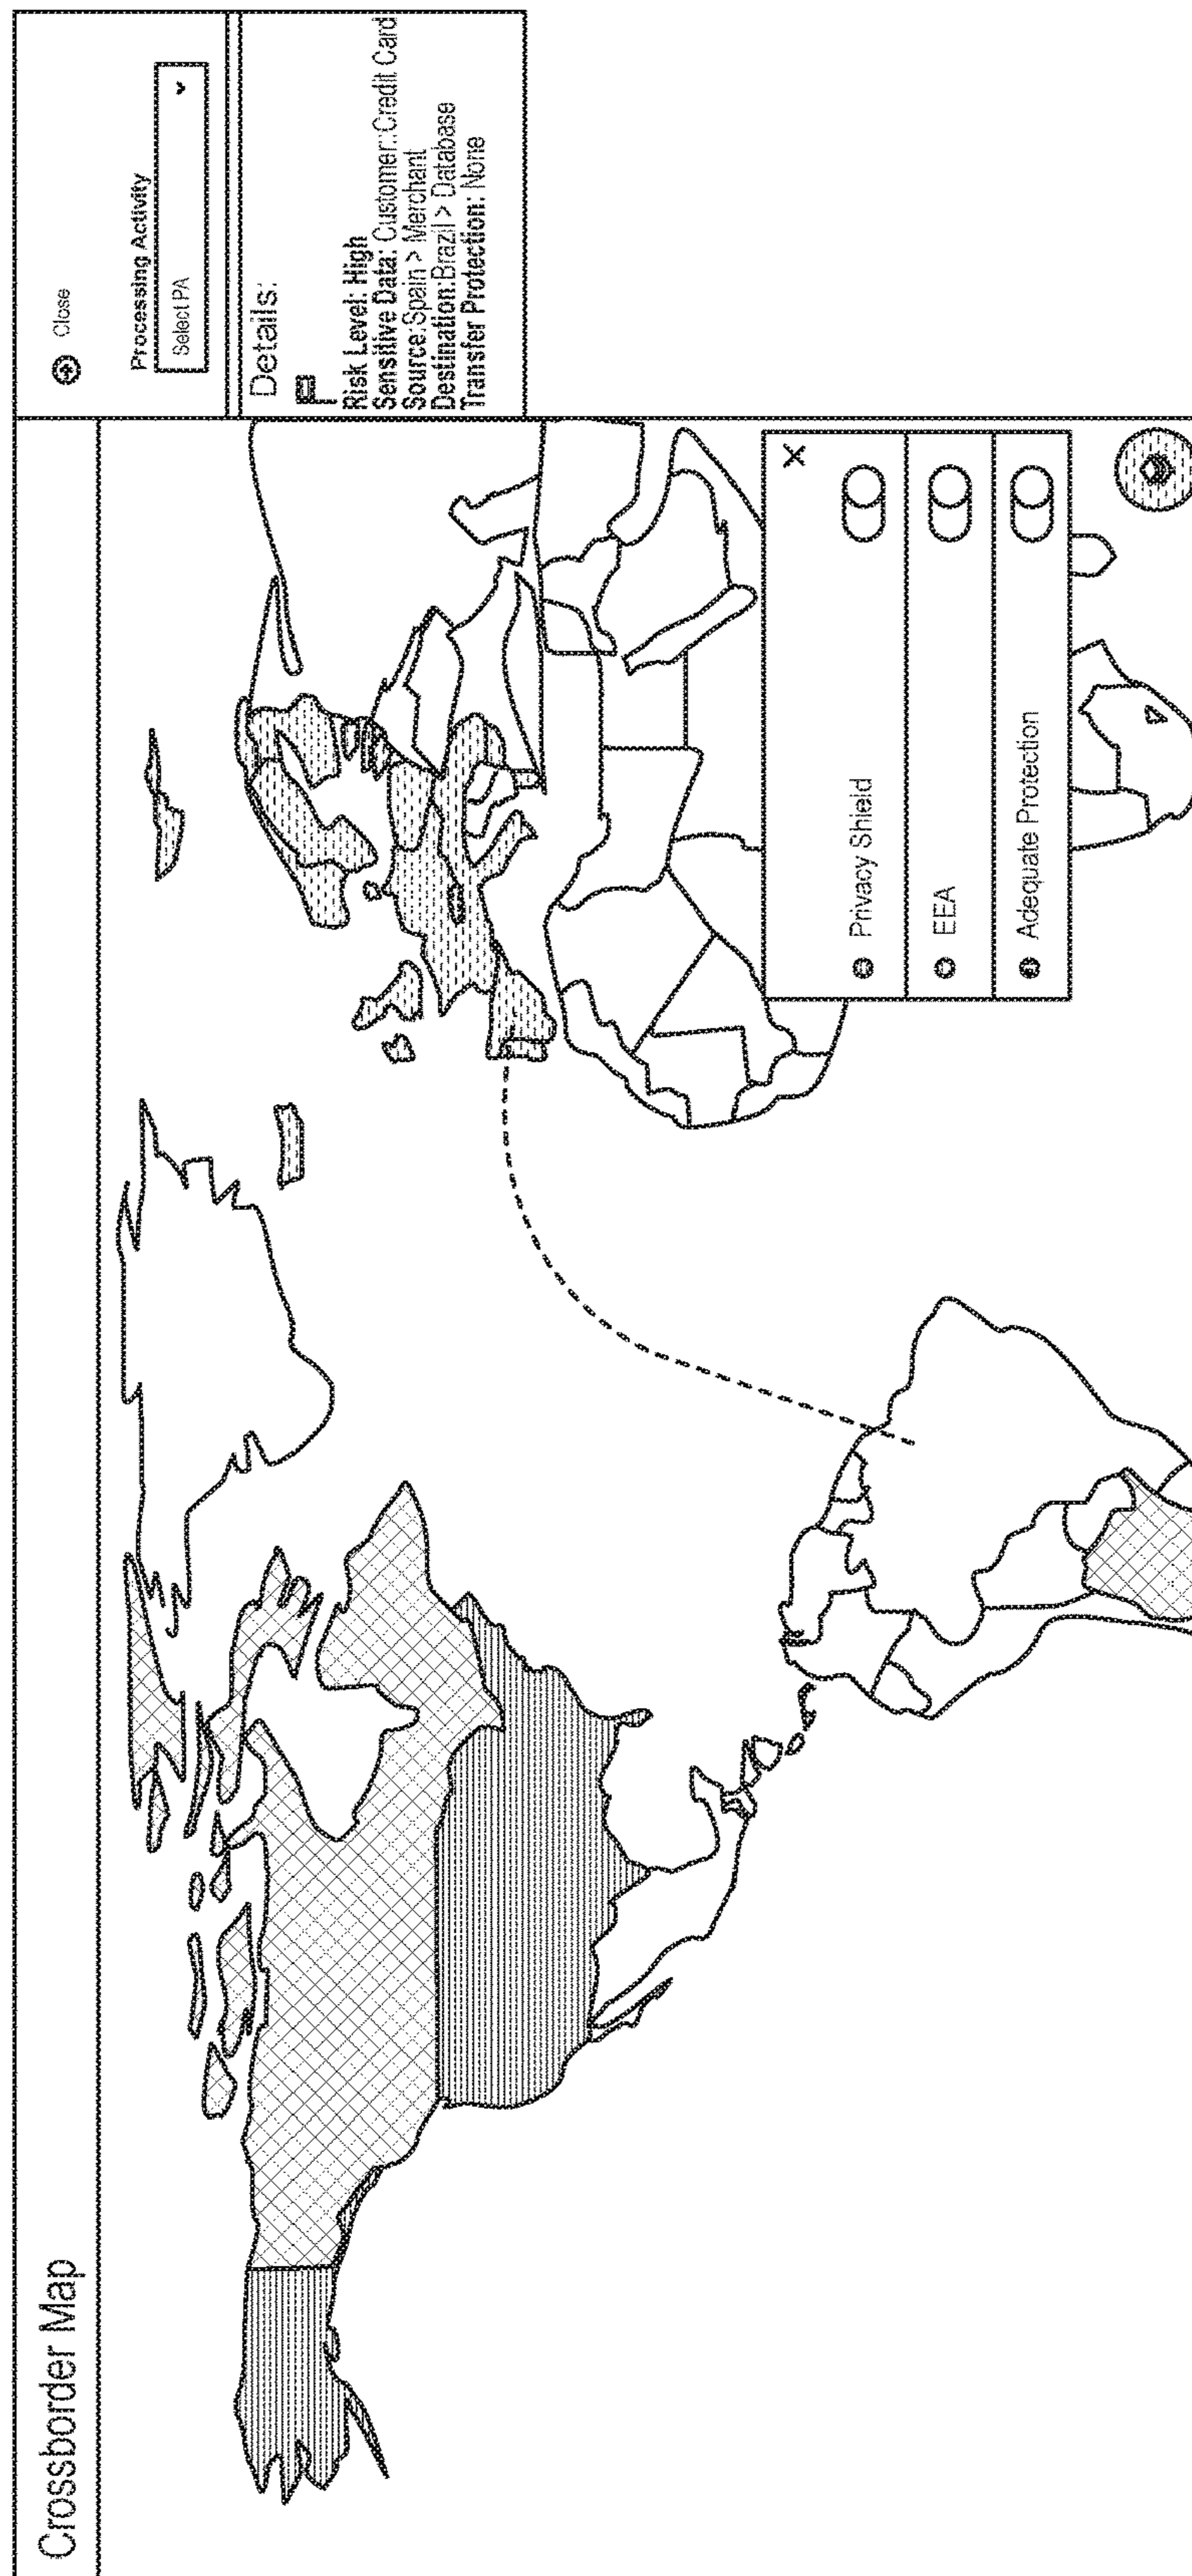 Crossborder Map
Close
Processing Activity
Select PA
Details:
Risk Level: High
Sensitive Data: Customer:Credit Card
Source:Spain > Merchant
Destination:Brazil > Database
Transfer Protection: None
Privacy Shield
EEA
Adequate Protection